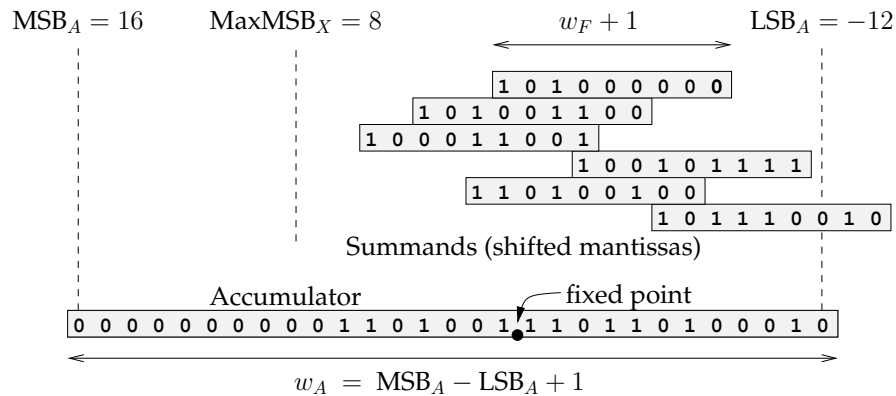 MSB_A = 16 MaxMSB_X = 8 w_F + 1 LSB_A = −12
1 0 1 0 0 0 0 0 0
1 0 1 0 0 1 1 0 0
1 0 0 0 1 1 0 0 1
1 0 0 1 0 1 1 1 1
1 1 0 1 0 0 1 0 0
1 0 1 1 1 0 0 1 0
Summands (shifted mantissas)
Accumulator fixed point
0 0 0 0 0 0 0 0 0 0 1 1 0 1 0 0 1 1 1 0 1 1 0 1 0 0 0 1 0
w_A = MSB_A − LSB_A + 1